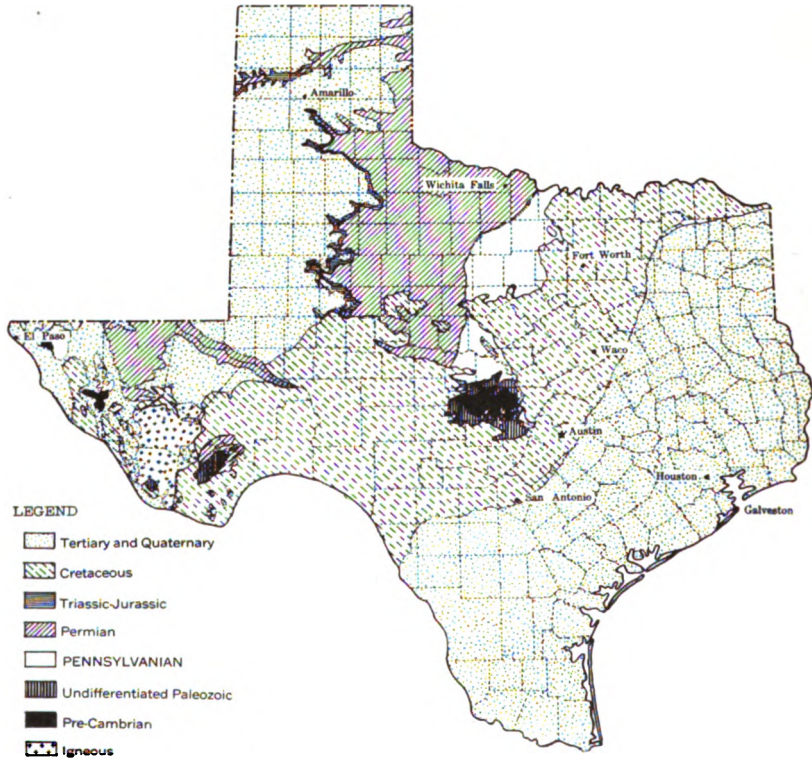 Amarillo
Wichita Falls
Fort Worth
El Paso
Waco
Austin
Houston
San Antonio
Galveston
LEGEND
Tertiary and Quaternary
Cretaceous
Triassic-Jurassic
Permian
PENNSYLVANIAN
Undifferentiated Paleozoic
Pre-Cambrian
Igneous